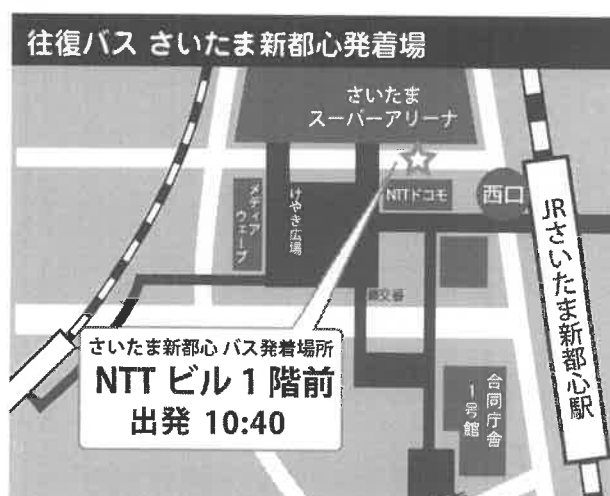 往復バス さいたま新都心発着場
さいたま
スーパーアリーナ
NTTドコモ
西口
メディア
ウェーブ
けやき広場
JRさいたま新都心駅
交番
さいたま新都心 バス発着場所
NTT ビル 1 階前
出発 10:40
合同庁舎
1号館